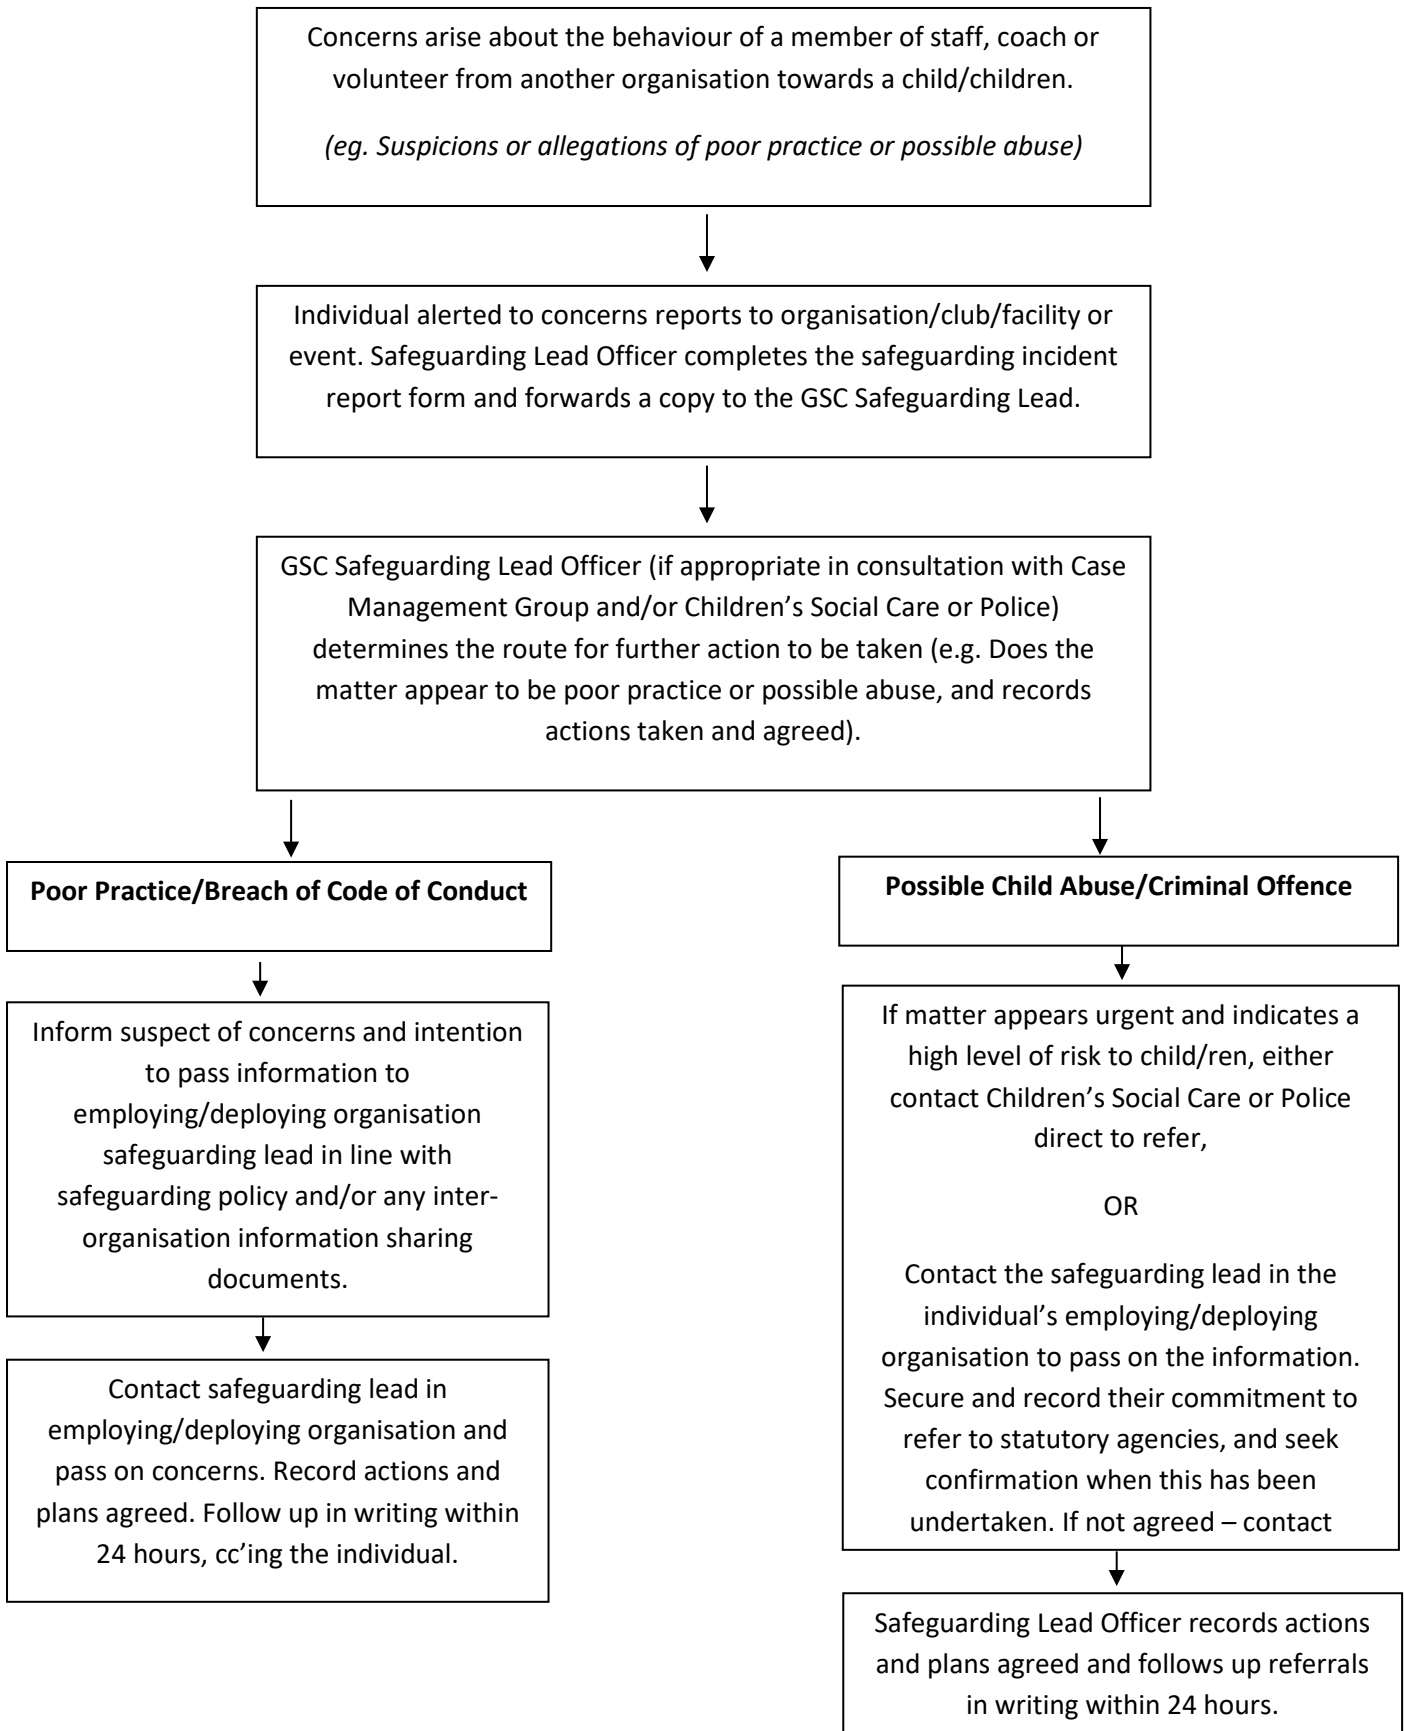 Concerns arise about the behaviour of a member of staff, coach or
volunteer from another organisation towards a child/children.
(eg. Suspicions or allegations of poor practice or possible abuse)
Individual alerted to concerns reports to organisation/club/facility or
event. Safeguarding Lead Officer completes the safeguarding incident
report form and forwards a copy to the GSC Safeguarding Lead.
GSC Safeguarding Lead Officer (if appropriate in consultation with Case
Management Group and/or Children’s Social Care or Police)
determines the route for further action to be taken (e.g. Does the
matter appear to be poor practice or possible abuse, and records
actions taken and agreed).
Poor Practice/Breach of Code of Conduct
Inform suspect of concerns and intention
to pass information to
employing/deploying organisation
safeguarding lead in line with
safeguarding policy and/or any inter-
organisation information sharing
documents.
Contact safeguarding lead in
employing/deploying organisation and
pass on concerns. Record actions and
plans agreed. Follow up in writing within
24 hours, cc’ing the individual.
Possible Child Abuse/Criminal Offence
If matter appears urgent and indicates a
high level of risk to child/ren, either
contact Children’s Social Care or Police
direct to refer,
OR
Contact the safeguarding lead in the
individual’s employing/deploying
organisation to pass on the information.
Secure and record their commitment to
refer to statutory agencies, and seek
confirmation when this has been
undertaken. If not agreed – contact
Safeguarding Lead Officer records actions
and plans agreed and follows up referrals
in writing within 24 hours.